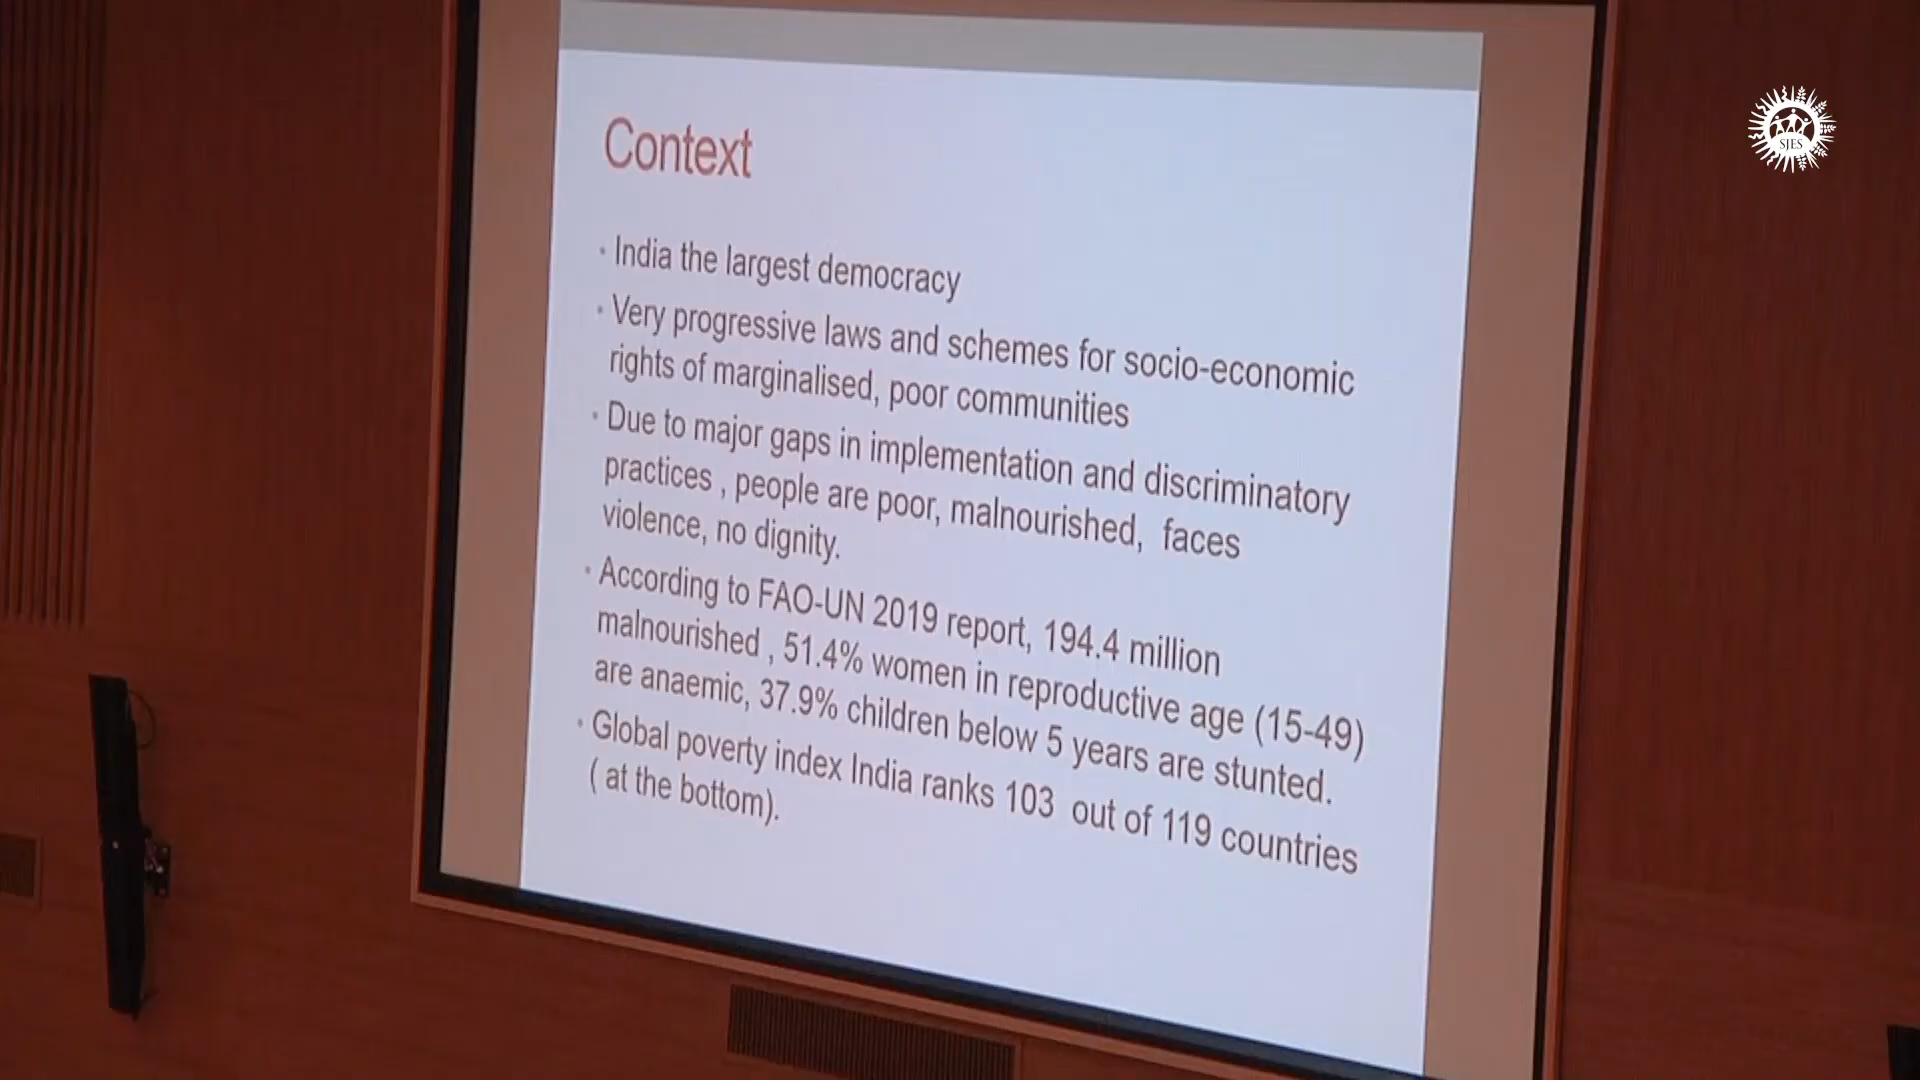 Context
• India the largest democracy
• Very progressive laws and schemes for socio-economic
rights of marginalised, poor communities
• Due to major gaps in implementation and discriminatory
practices , people are poor, malnourished, faces
violence, no dignity.
• According to FAO-UN 2019 report, 194.4 million
malnourished , 51.4% women in reproductive age (15-49)
are anaemic, 37.9% children below 5 years are stunted.
• Global poverty index India ranks 103 out of 119 countries
( at the bottom).
SJES